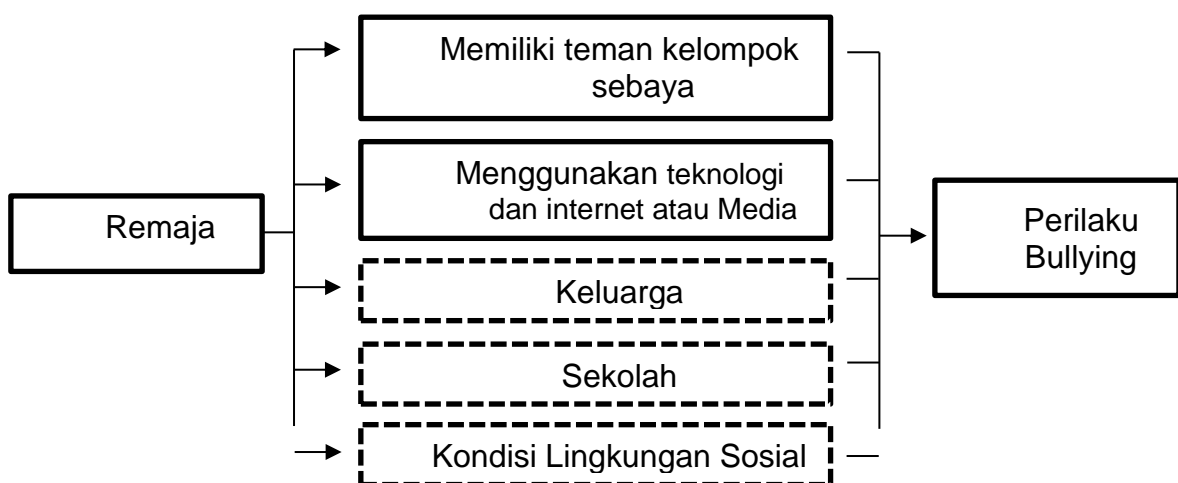 Memiliki teman kelompok
sebaya
Menggunakan teknologi
dan internet atau Media
Remaja
Perilaku
Bullying
Keluarga
Sekolah
Kondisi Lingkungan Sosial